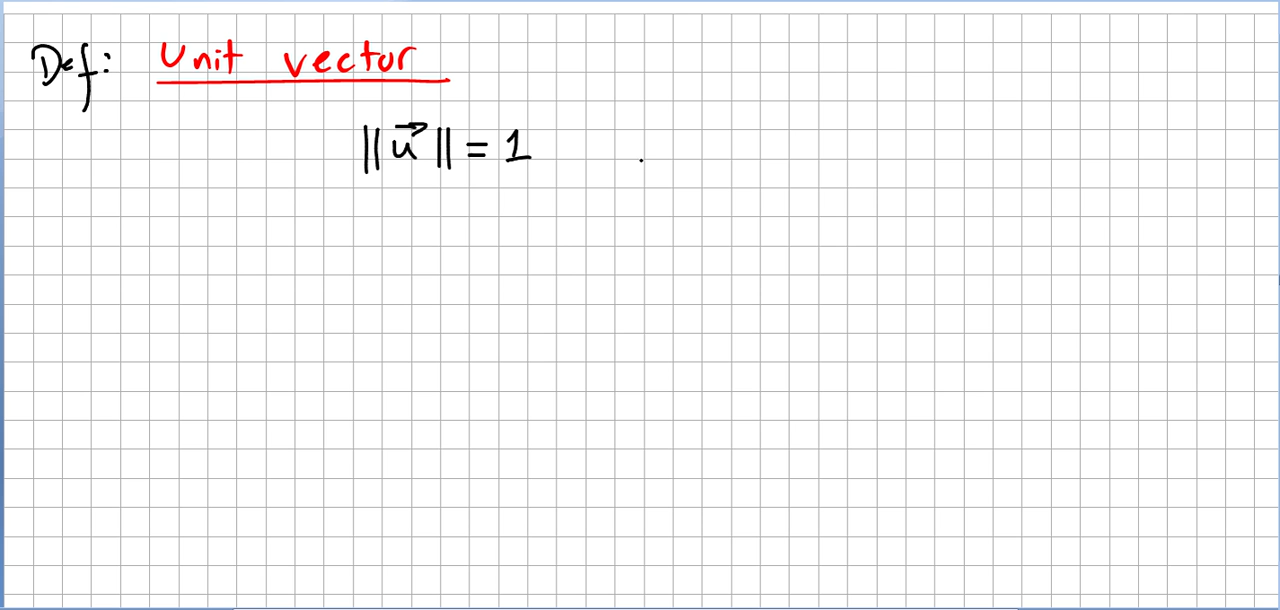 Def: Unit vector
||u⃗|| = 1